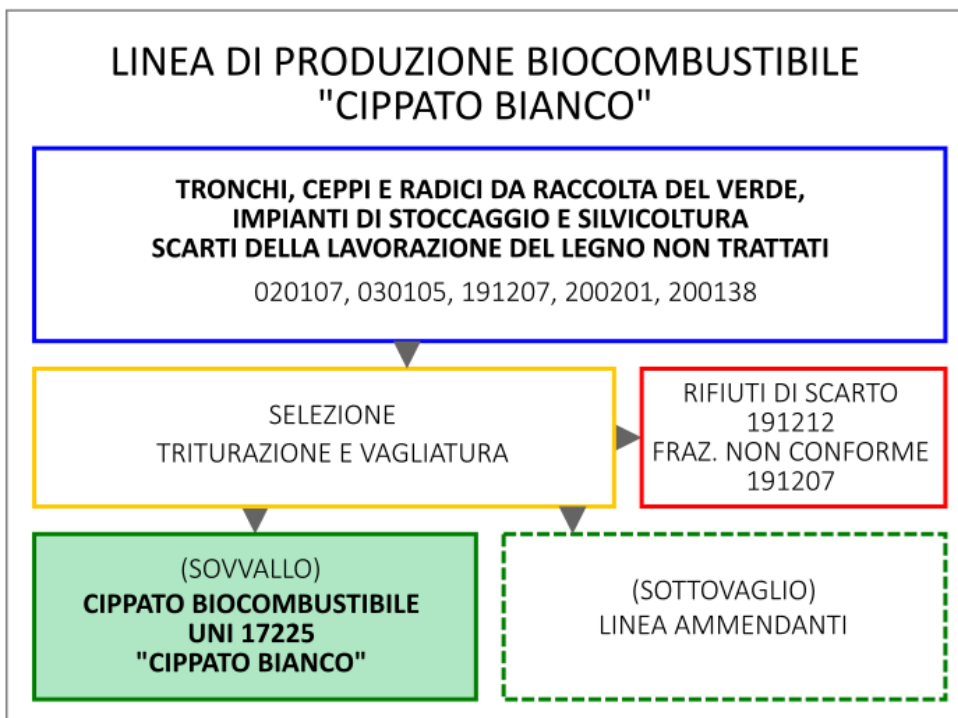 LINEA DI PRODUZIONE BIOCOMBUSTIBILE
"CIPPATO BIANCO"
TRONCHI, CEPPI E RADICI DA RACCOLTA DEL VERDE,
IMPIANTI DI STOCCAGGIO E SILVICOLTURA
SCARTI DELLA LAVORAZIONE DEL LEGNO NON TRATTATI
020107, 030105, 191207, 200201, 200138
SELEZIONE
TRITURAZIONE E VAGLIATURA
RIFIUTI DI SCARTO
191212
FRAZ. NON CONFORME
191207
(SOVVALLO)
CIPPATO BIOCOMBUSTIBILE
UNI 17225
"CIPPATO BIANCO"
(SOTTOVAGLIO)
LINEA AMMENDANTI